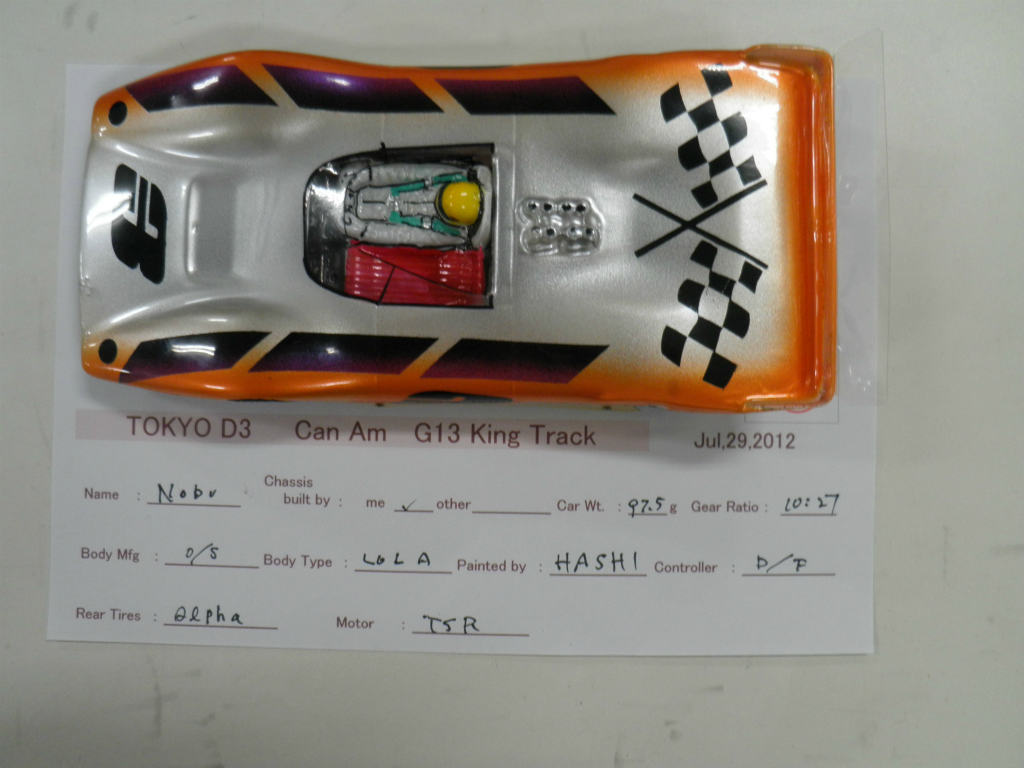 TOKYO D3 Can Am G13 King Track Jul,29,2012
Name : Nobu Chassis built by : me ✓ other Car Wt. : 97.5 g Gear Ratio : 10:27
Body Mfg : O/S Body Type : LOLA Painted by : HASHI Controller : D/F
Rear Tires : alpha Motor : TSR